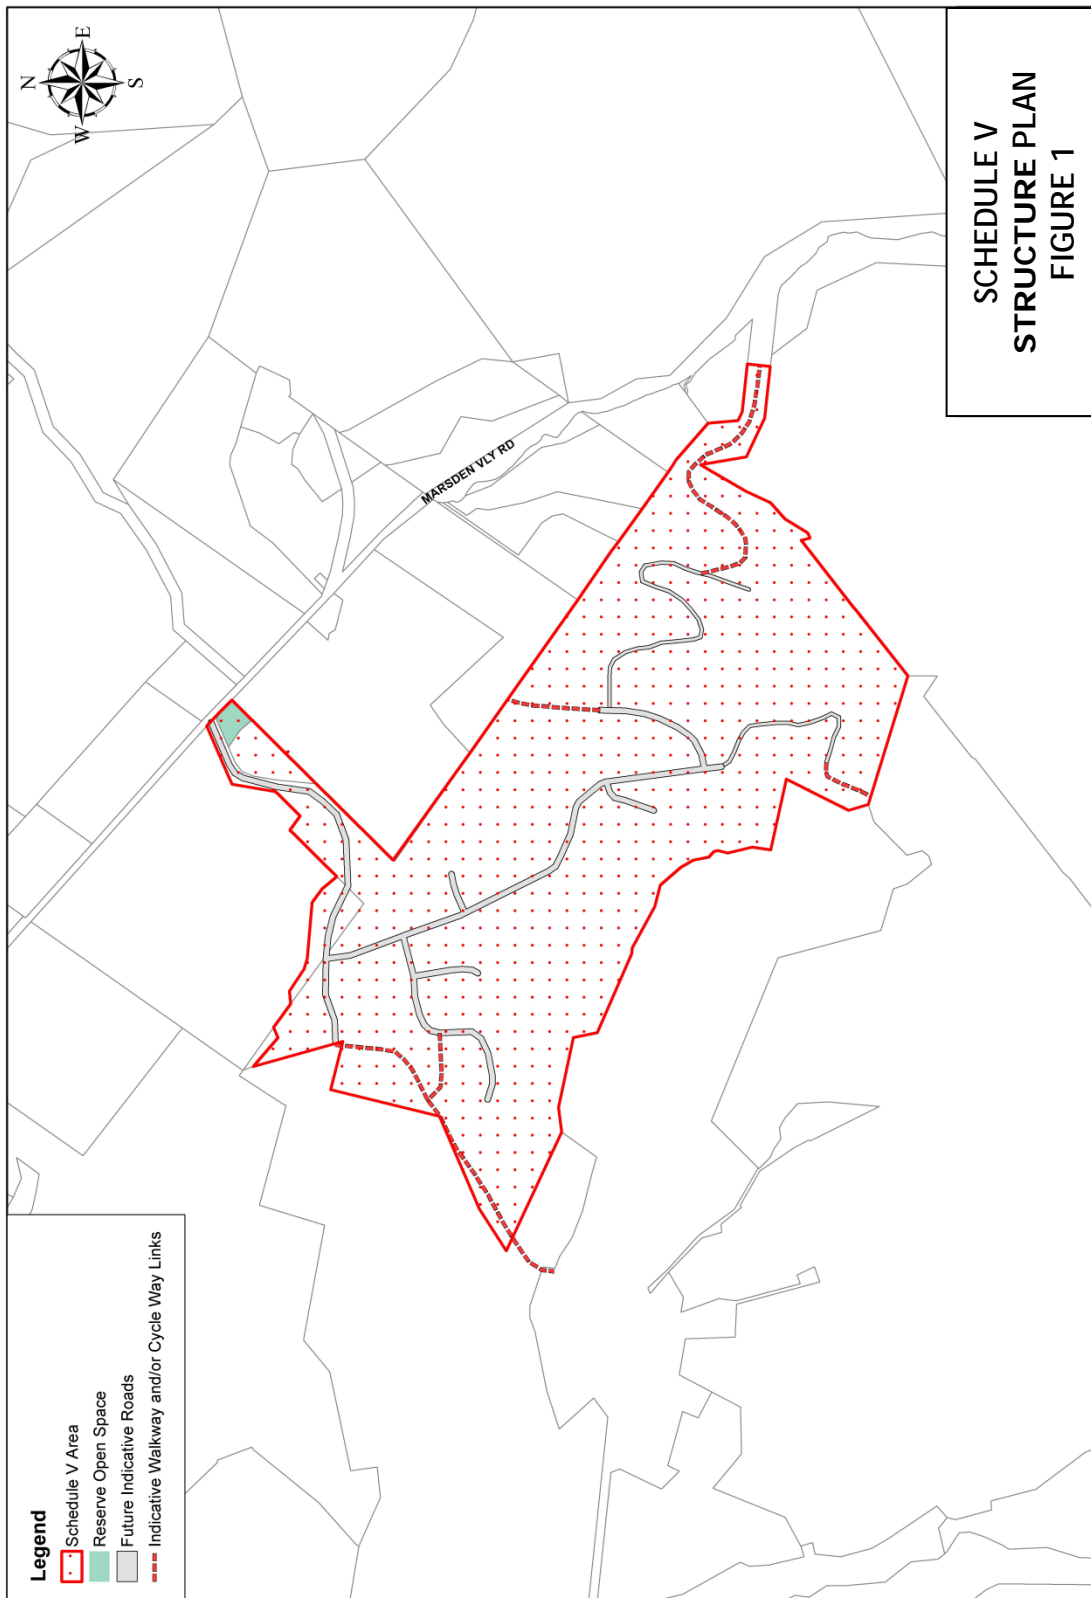 N
E
S
W
SCHEDULE V
STRUCTURE PLAN
FIGURE 1
MARSDEN VLY RD
Legend
Schedule V Area
Reserve Open Space
Future Indicative Roads
Indicative Walkway and/or Cycle Way Links